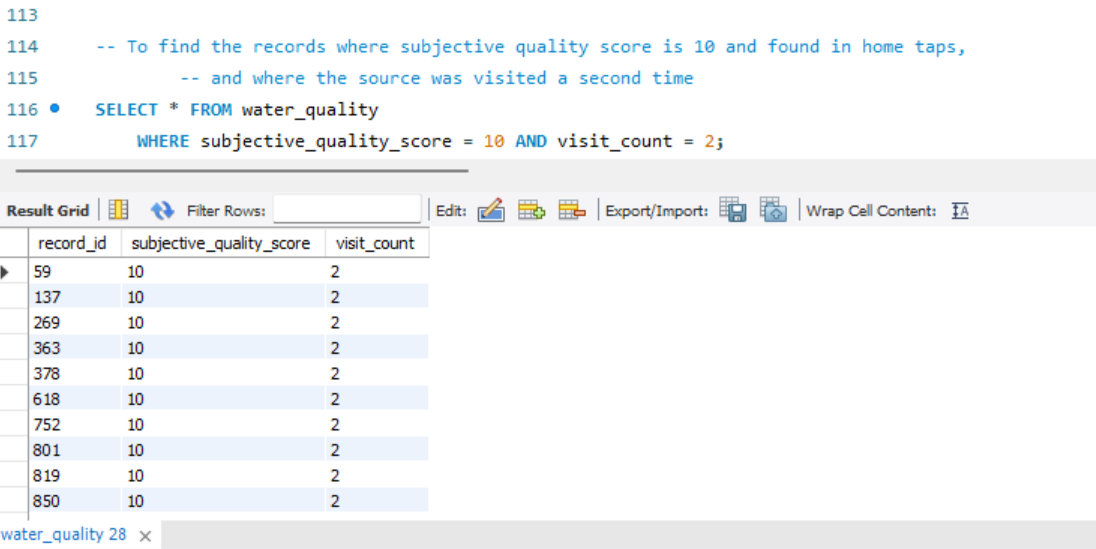 113
114 -- To find the records where subjective quality score is 10 and found in home taps,
115 -- and where the source was visited a second time
116 SELECT * FROM water_quality
117 WHERE subjective_quality_score = 10 AND visit_count = 2;
Result Grid Filter Rows: Edit: Export/Import: Wrap Cell Content: IA
record_id subjective_quality_score visit_count
59 10 2
137 10 2
269 10 2
363 10 2
378 10 2
618 10 2
752 10 2
801 10 2
819 10 2
850 10 2
water_quality 28 ×